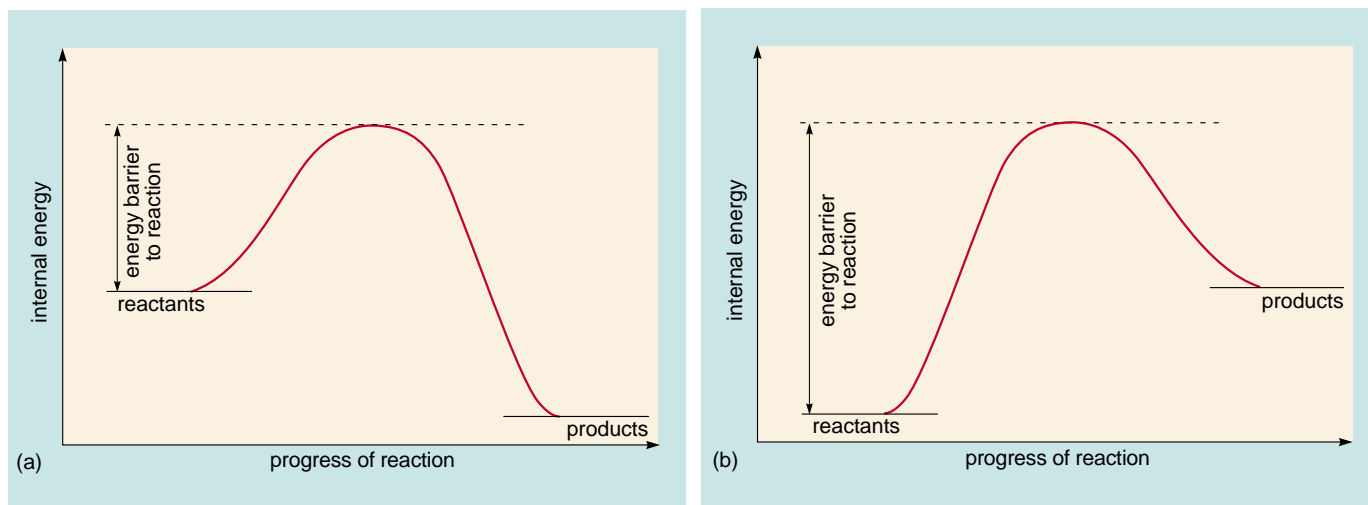 internal energy
energy barrier
to reaction
reactants
products
progress of reaction
(a)
internal energy
energy barrier
to reaction
reactants
products
progress of reaction
(b)